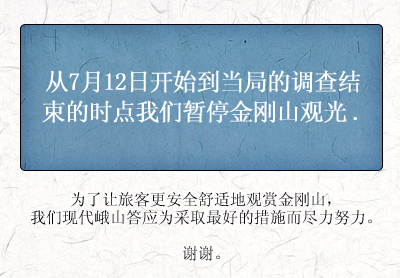 从7月12日开始到当局的调查结
束的时点我们暂停金刚山观光.
为了让旅客更安全舒适地观赏金刚山,
我们现代峨山答应为采取最好的措施而尽力努力。
谢谢。